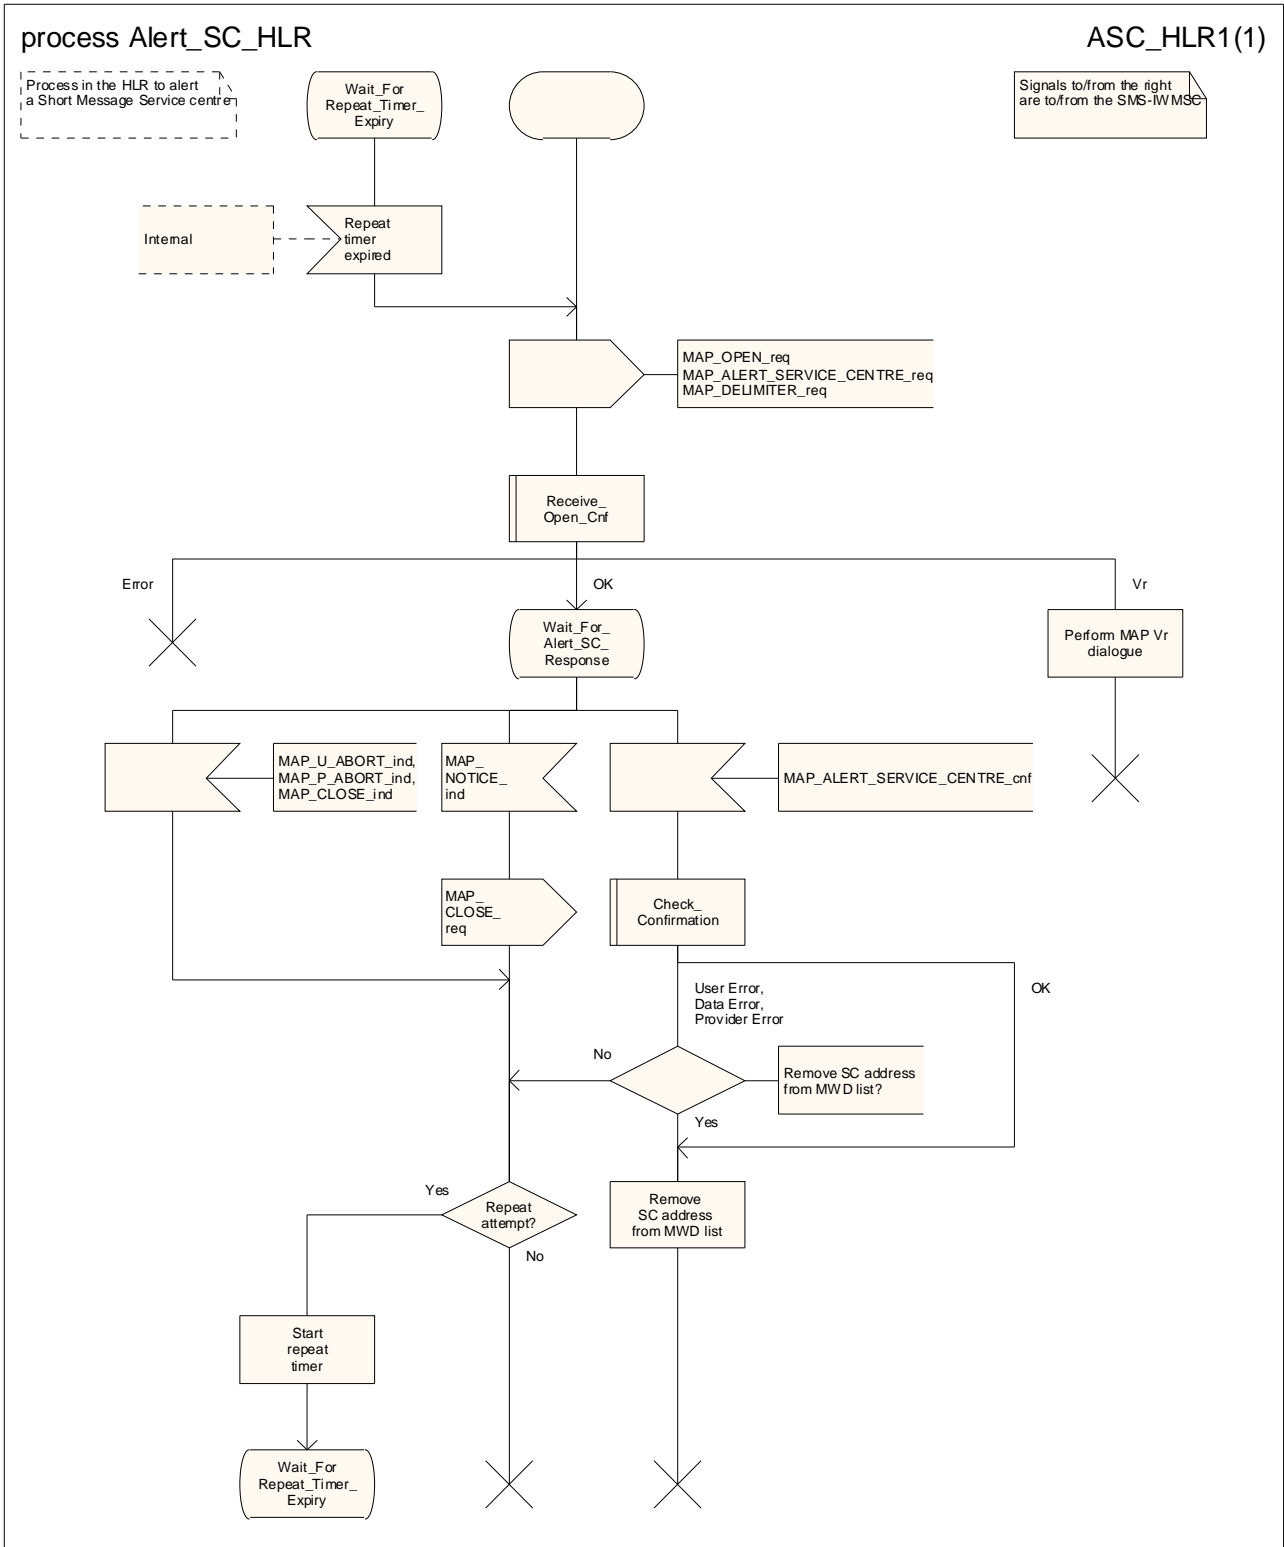 process Alert_SC_HLR
ASC_HLR1(1)
Process in the HLR to alert
a Short Message Service centre
Wait_For
Repeat_Timer_
Expiry
Signals to/from the right
are to/from the SMS-IWMSC
Internal
Repeat
timer
expired
MAP_OPEN_req
MAP_ALERT_SERVICE_CENTRE_req
MAP_DELIMITER_req
Receive_
Open_Cnf
Error
OK
Vr
Wait_For_
Alert_SC_
Response
Perform MAP Vr
dialogue
MAP_U_ABORT_ind,
MAP_P_ABORT_ind,
MAP_CLOSE_ind
MAP_
NOTICE_
ind
MAP_ALERT_SERVICE_CENTRE_cnf
MAP_
CLOSE_
req
Check_
Confirmation
User Error,
Data Error,
Provider Error
OK
No
Remove SC address
from MWD list?
Yes
Yes
Repeat
attempt?
No
Remove
SC address
from MWD list
Start
repeat
timer
Wait_For
Repeat_Timer_
Expiry